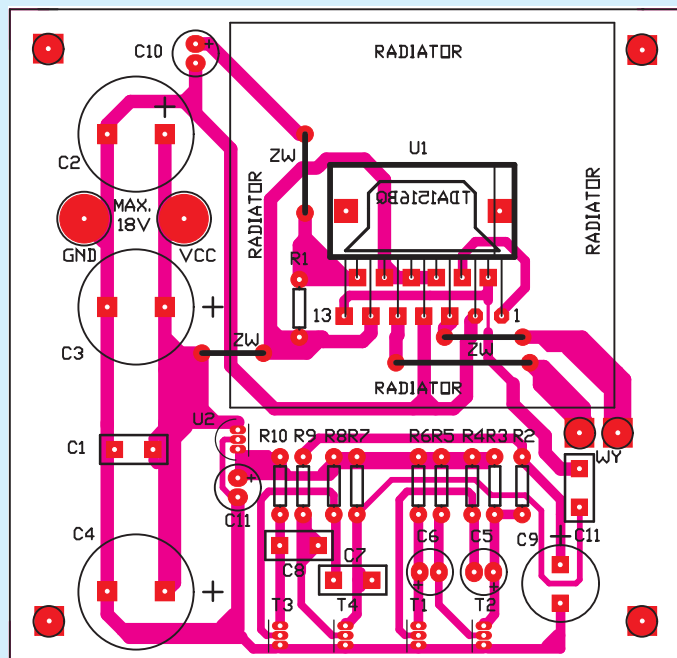 C10
+
RADIATOR
C2
+
ZW
U1
TDA1216BQ
MAX.
18V
RADIATOR
RADIATOR
GND
VCC
R1
C3
+
13
1
ZW
ZW
RADIATOR
U2
C1
R10
R9
R8
R7
R6
R5
R4
R3
R2
WY
C11
+
C4
+
C8
C7
C6
+
C5
+
C9
+
C11
T3
T4
T1
T2